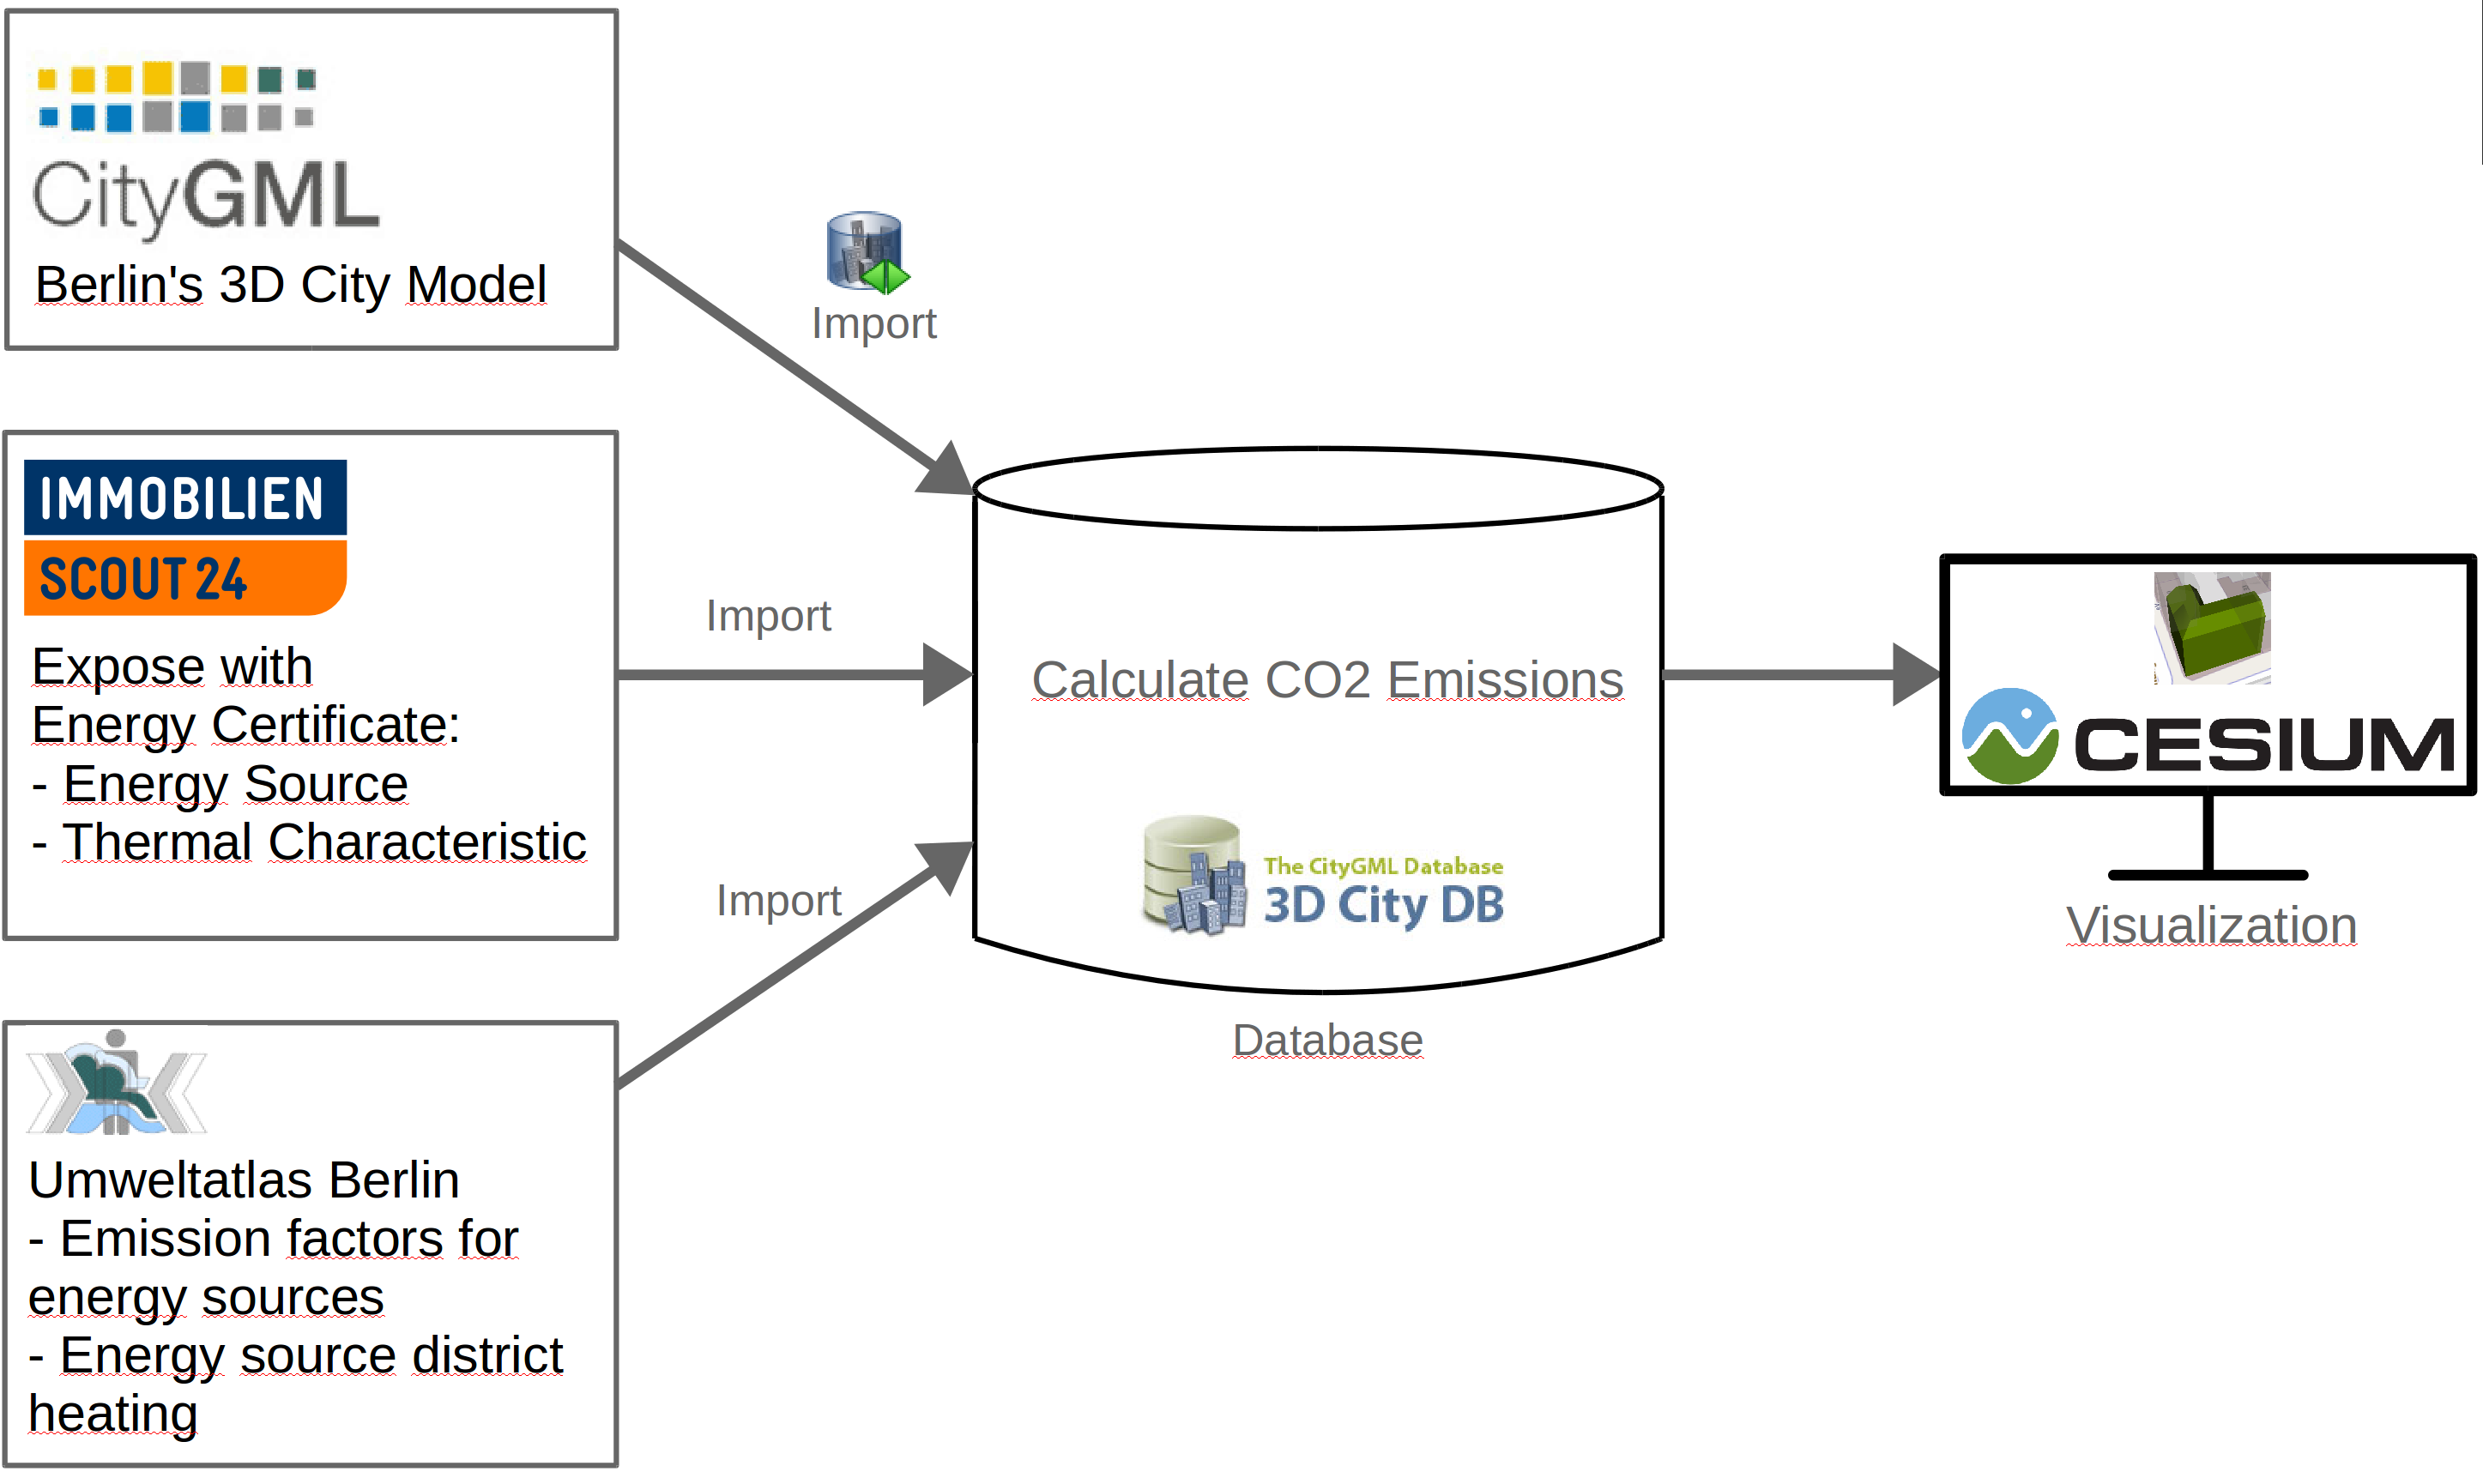 CityGML
Berlin's 3D City Model
Import
IMMOBILIEN
SCOUT24
Expose with
Energy Certificate:
- Energy Source
- Thermal Characteristic
Import
Import
Calculate CO2 Emissions
The CityGML Database
3D City DB
Database
CESIUM
Visualization
Umweltatlas Berlin
- Emission factors for
energy sources
- Energy source district
heating